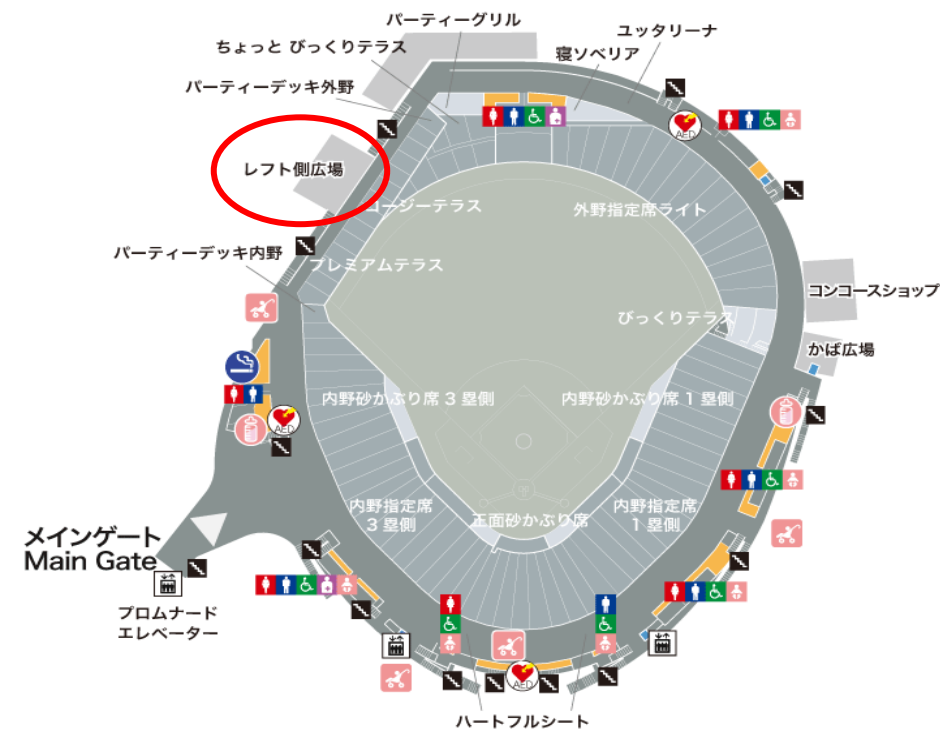 パーティーグリル
ユッタリーナ
ちょっと びっくりテラス
寝ソベリア
パーティーデッキ外野
AED
レフト側広場
コージーテラス
外野指定席ライト
パーティーデッキ内野
プレミアムテラス
コンコースショップ
びっくりテラス
かば広場
内野砂かぶり席 3 塁側
内野砂かぶり席 1 塁側
AED
内野指定席
3 塁側
正面砂かぶり席
内野指定席
1 塁側
メインゲート
Main Gate
プロムナード
エレベーター
AED
ハートフルシート